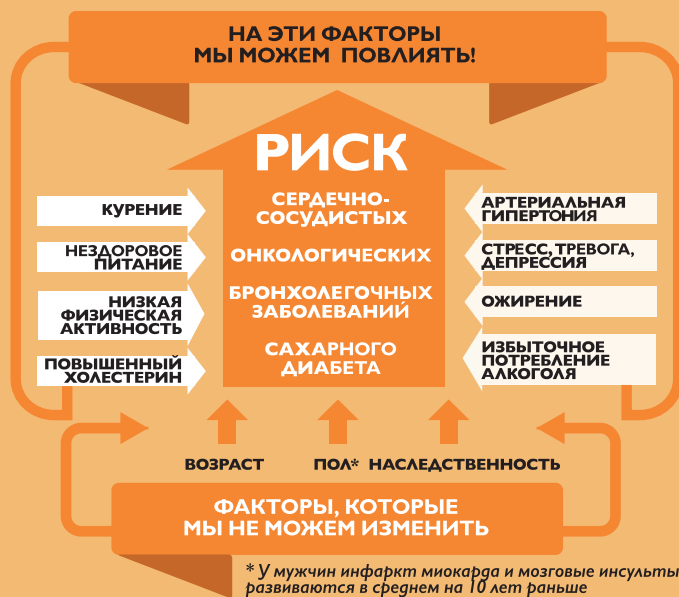 НА ЭТИ ФАКТОРЫ
МЫ МОЖЕМ ПОВЛИЯТЬ!
РИСК
СЕРДЕЧНО-
СОСУДИСТЫХ
ОНКОЛОГИЧЕСКИХ
БРОНХОЛЕГОЧНЫХ
ЗАБОЛЕВАНИЙ
САХАРНОГО
ДИАБЕТА
КУРЕНИЕ
НЕЗДОРОВОЕ
ПИТАНИЕ
НИЗКАЯ
ФИЗИЧЕСКАЯ
АКТИВНОСТЬ
ПОВЫШЕННЫЙ
ХОЛЕСТЕРИН
АРТЕРИАЛЬНАЯ
ГИПЕРТОНИЯ
СТРЕСС, ТРЕВОГА,
ДЕПРЕССИЯ
ОЖИРЕНИЕ
ИЗБЫТОЧНОЕ
ПОТРЕБЛЕНИЕ
АЛКОГОЛЯ
ВОЗРАСТ
ПОЛ*
НАСЛЕДСТВЕННОСТЬ
ФАКТОРЫ, КОТОРЫЕ
МЫ НЕ МОЖЕМ ИЗМЕНИТЬ
* У мужчин инфаркт миокарда и мозговые инсульты
развиваются в среднем на 10 лет раньше